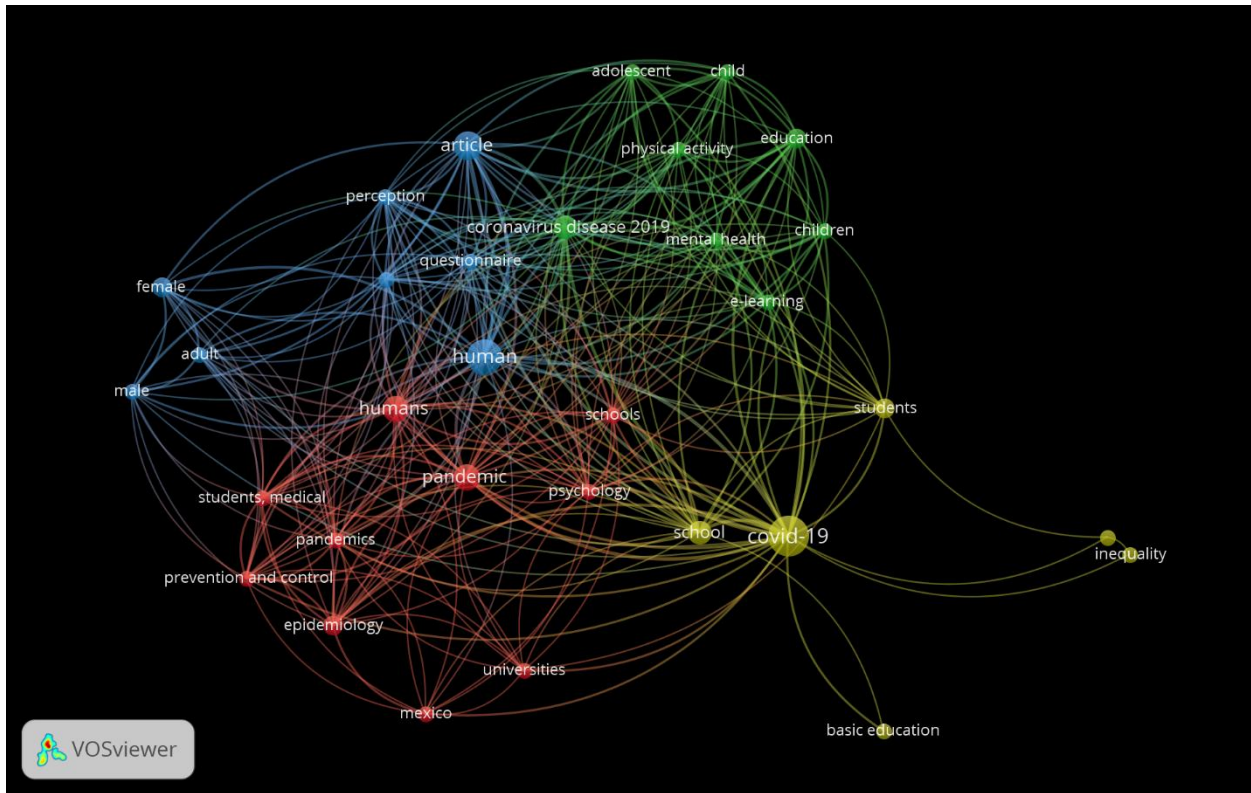 adolescent
child
article
education
physical activity
perception
coronavirus disease 2019
mental health
children
questionnaire
female
e-learning
adult
human
male
humans
schools
students
pandemic
psychology
students, medical
school
covid-19
pandemics
inequality
prevention and control
epidemiology
universities
mexico
basic education
VOSviewer